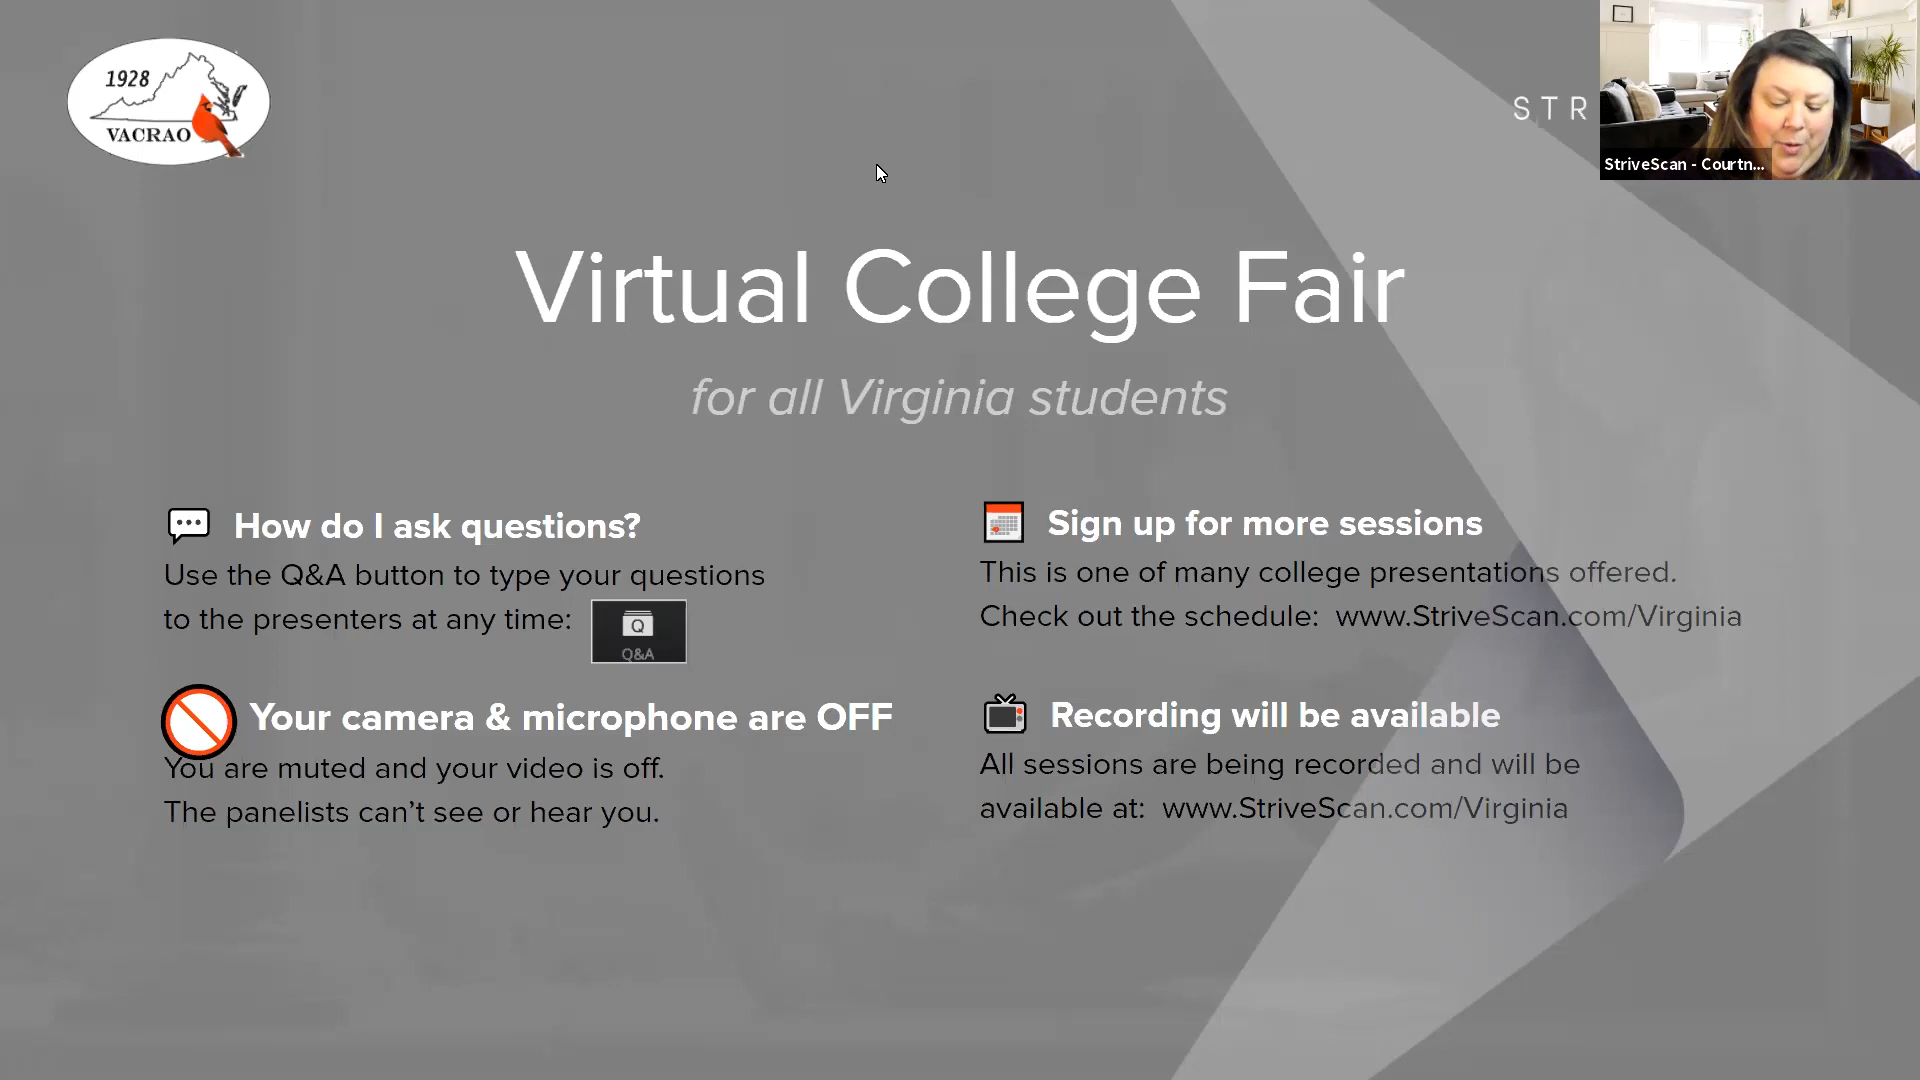 1928
VACRAO
STR
StriveScan - Courtn...
Virtual College Fair
for all Virginia students
How do I ask questions?
Use the Q&A button to type your questions
to the presenters at any time:
Q
Q&A
Your camera & microphone are OFF
You are muted and your video is off.
The panelists can’t see or hear you.
Sign up for more sessions
This is one of many college presentations offered.
Check out the schedule: www.StriveScan.com/Virginia
Recording will be available
All sessions are being recorded and will be
available at: www.StriveScan.com/Virginia